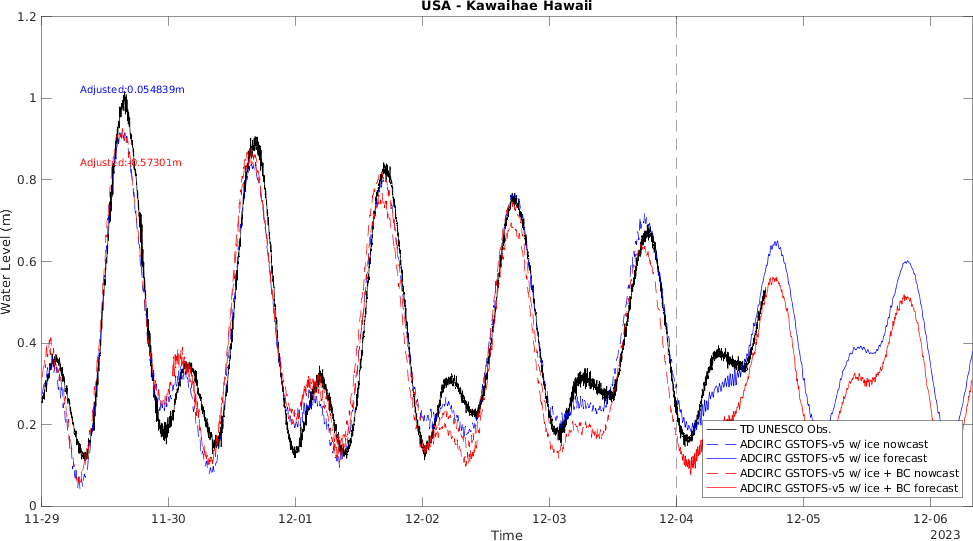 USA - Kawaihae Hawaii
Water Level (m)
1.2
1
0.8
0.6
0.4
0.2
0
Adjusted:0.054839m
Adjusted:-0.57301m
TD UNESCO Obs.
ADCIRC GSTOFS-v5 w/ ice nowcast
ADCIRC GSTOFS-v5 w/ ice forecast
ADCIRC GSTOFS-v5 w/ ice + BC nowcast
ADCIRC GSTOFS-v5 w/ ice + BC forecast
11-29 11-30 12-01 12-02 12-03 12-04 12-05 12-06
Time
2023